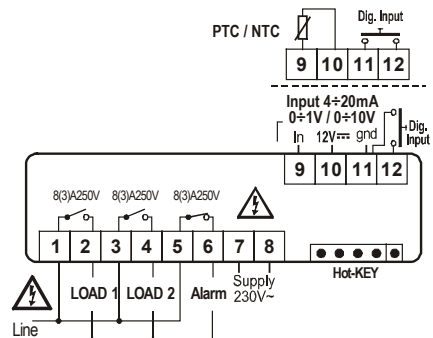 PTC / NTC
Dig. Input
9 10 11 12
Input 4÷20mA
0÷1V / 0÷10V
In 12V⎓ gnd
Dig.
Input
9 10 11 12
8(3)A250V 8(3)A250V 8(3)A250V
1 2 3 4 5 6 7 8
Hot-KEY
LOAD 1 LOAD 2 Alarm Supply
230V~
Line